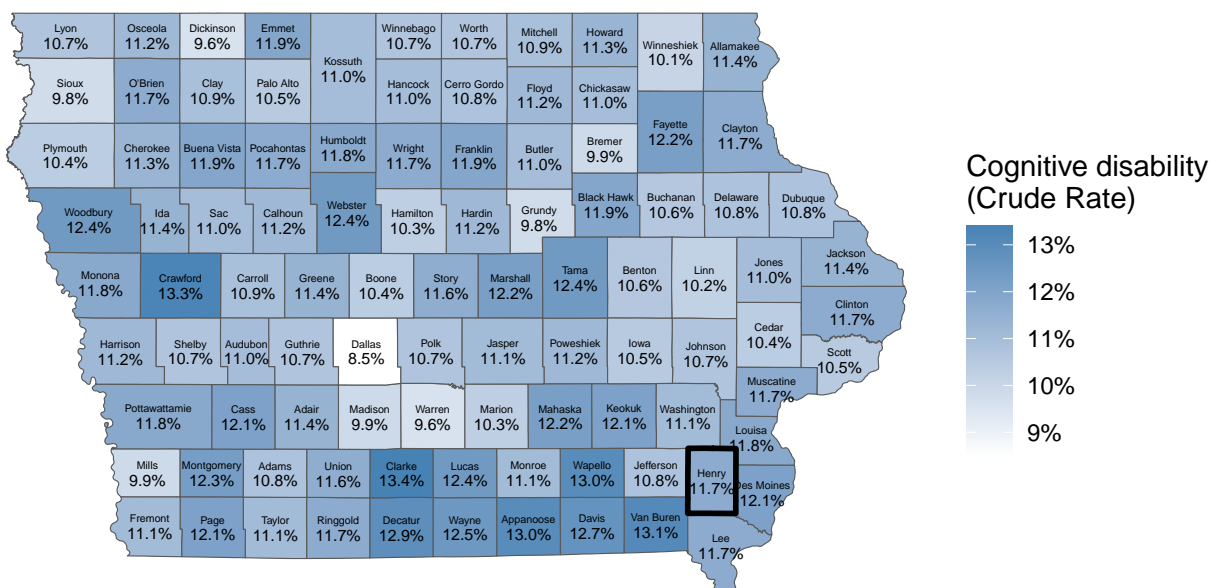 Lyon
10.7%
Osceola
11.2%
Dickinson
9.6%
Emmet
11.9%
Kossuth
11.0%
Winnebago
10.7%
Worth
10.7%
Mitchell
10.9%
Howard
11.3%
Winneshiek
10.1%
Allamakee
11.4%
Sioux
9.8%
O'Brien
11.7%
Clay
10.9%
Palo Alto
10.5%
Hancock
11.0%
Cerro Gordo
10.8%
Floyd
11.2%
Chickasaw
11.0%
Fayette
12.2%
Clayton
11.7%
Plymouth
10.4%
Cherokee
11.3%
Buena Vista
11.9%
Pocahontas
11.7%
Humboldt
11.8%
Wright
11.7%
Franklin
11.9%
Butler
11.0%
Bremer
9.9%
Woodbury
12.4%
Ida
11.4%
Sac
11.0%
Calhoun
11.2%
Webster
12.4%
Hamilton
10.3%
Hardin
11.2%
Grundy
9.8%
Black Hawk
11.9%
Buchanan
10.6%
Delaware
10.8%
Dubuque
10.8%
Monona
11.8%
Crawford
13.3%
Carroll
10.9%
Greene
11.4%
Boone
10.4%
Story
11.6%
Marshall
12.2%
Tama
12.4%
Benton
10.6%
Linn
10.2%
Jones
11.0%
Jackson
11.4%
Clinton
11.7%
Harrison
11.2%
Shelby
10.7%
Audubon
11.0%
Guthrie
10.7%
Dallas
8.5%
Polk
10.7%
Jasper
11.1%
Poweshiek
11.2%
Iowa
10.5%
Johnson
10.7%
Cedar
10.4%
Scott
10.5%
Muscatine
11.7%
Pottawattamie
11.8%
Cass
12.1%
Adair
11.4%
Madison
9.9%
Warren
9.6%
Marion
10.3%
Mahaska
12.2%
Keokuk
12.1%
Washington
11.1%
Louisa
11.8%
Mills
9.9%
Montgomery
12.3%
Adams
10.8%
Union
11.6%
Clarke
13.4%
Lucas
12.4%
Monroe
11.1%
Wapello
13.0%
Jefferson
10.8%
Henry
11.7%
Des Moines
12.1%
Fremont
11.1%
Page
12.1%
Taylor
11.1%
Ringgold
11.7%
Decatur
12.9%
Wayne
12.5%
Appanoose
13.0%
Davis
12.7%
Van Buren
13.1%
Lee
11.7%
Cognitive disability
(Crude Rate)
13%
12%
11%
10%
9%